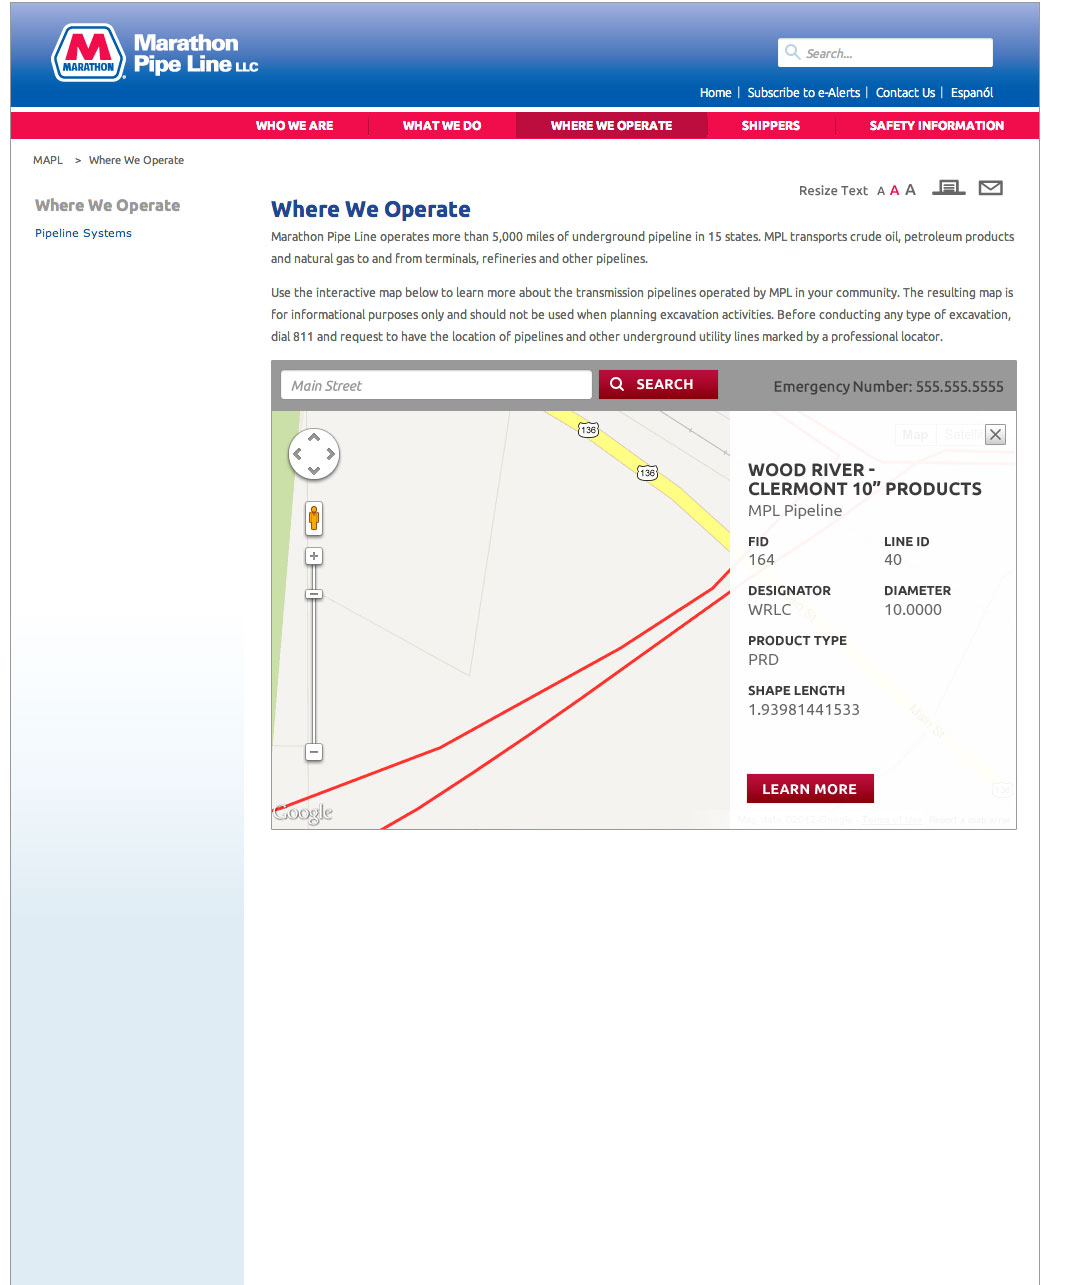 Marathon
Pipe Line LLC
MARATHON
Search...
Home | Subscribe to e-Alerts | Contact Us | Espanól
WHO WE ARE WHAT WE DO WHERE WE OPERATE SHIPPERS SAFETY INFORMATION
MAPL > Where We Operate
Resize Text A A A
Where We Operate
Pipeline Systems
Where We Operate
Marathon Pipe Line operates more than 5,000 miles of underground pipeline in 15 states. MPL transports crude oil, petroleum products
and natural gas to and from terminals, refineries and other pipelines.
Use the interactive map below to learn more about the transmission pipelines operated by MPL in your community. The resulting map is
for informational purposes only and should not be used when planning excavation activities. Before conducting any type of excavation,
dial 811 and request to have the location of pipelines and other underground utility lines marked by a professional locator.
Main Street
SEARCH
Emergency Number: 555.555.5555
136
136
Map
WOOD RIVER -
CLERMONT 10” PRODUCTS
MPL Pipeline
FID LINE ID
164 40
DESIGNATOR DIAMETER
WRLC 10.0000
PRODUCT TYPE
PRD
SHAPE LENGTH
1.93981441533
Main St
136
LEARN MORE
Google
Map data ©2012 Google - Terms of Use Report a map error